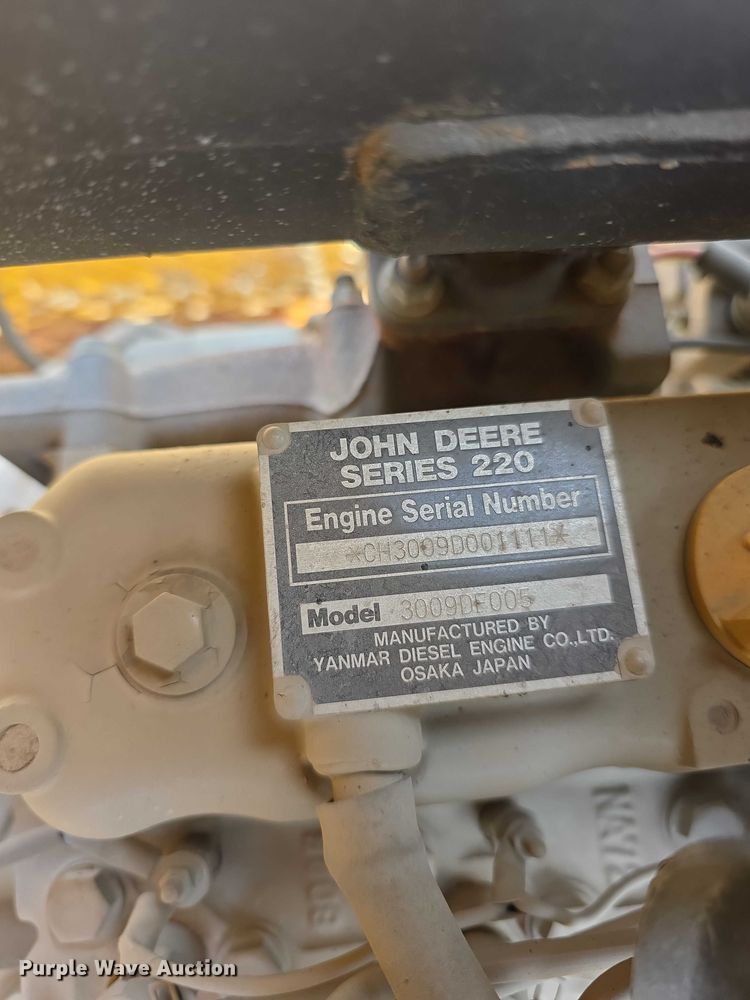 JOHN DEERE
SERIES 220
Engine Serial Number
*CH3009D001111*
Model 3009DF005
MANUFACTURED BY
YANMAR DIESEL ENGINE CO.,LTD.
OSAKA JAPAN
Purple Wave Auction